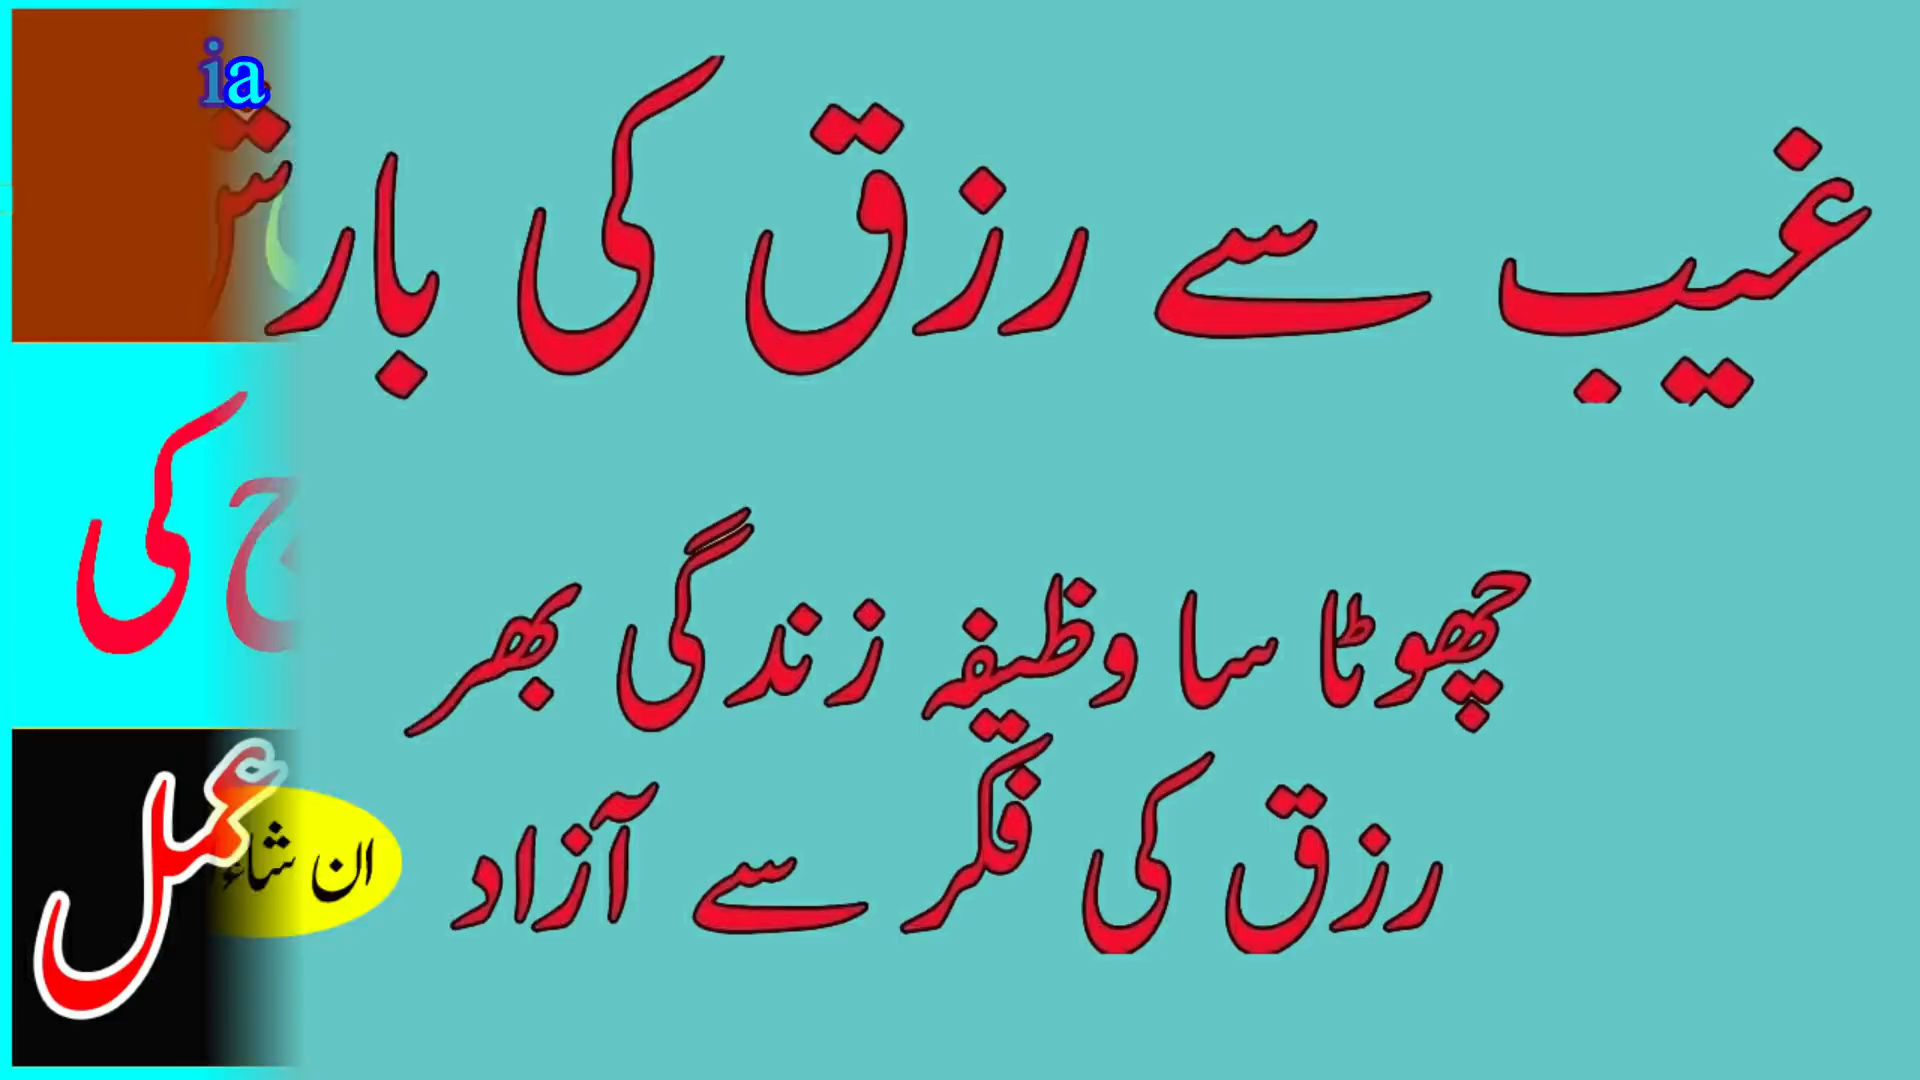 ia
غیب سے رزق کی بارش
کی
چھوٹا سا وظیفہ زندگی بھر
رزق کی فکر سے آزاد
عمل
ان شاء